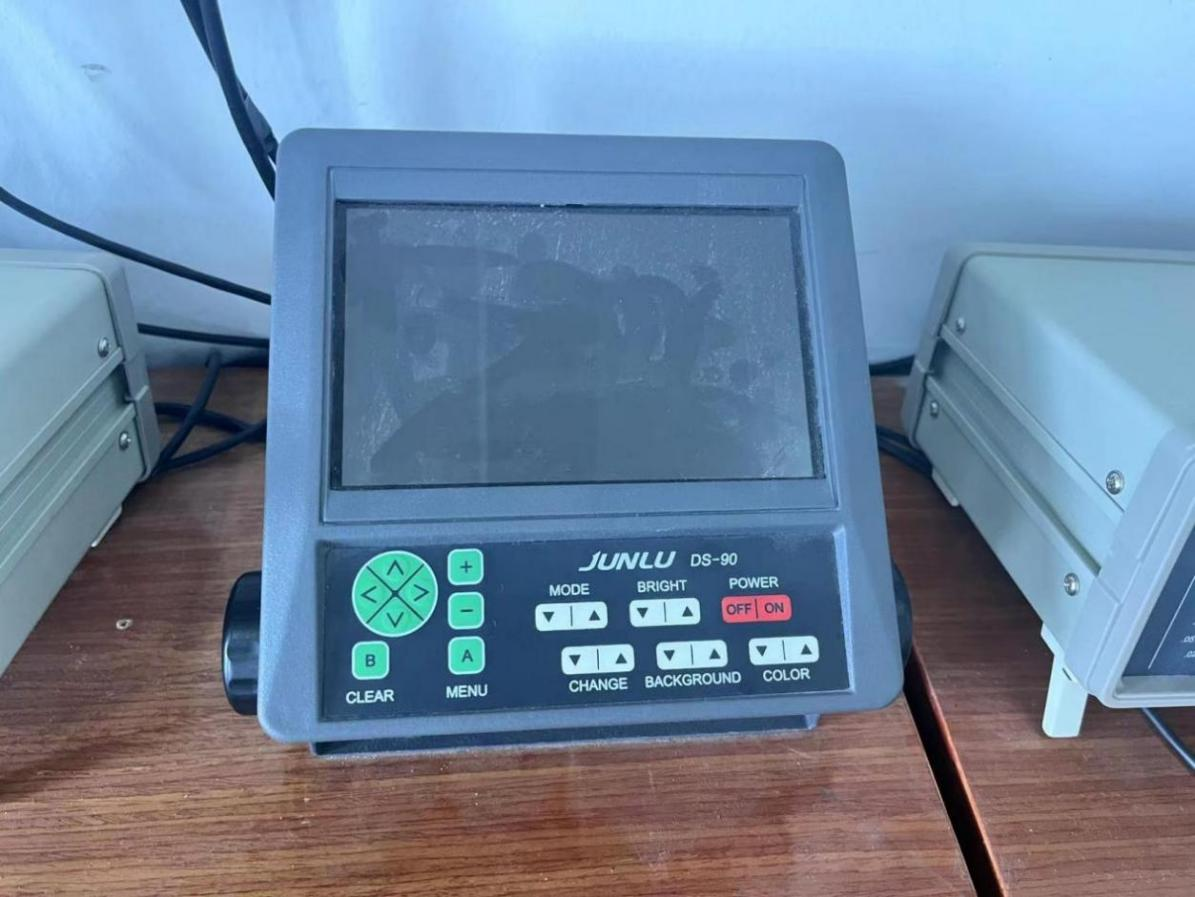 JUNLU DS-90
MODE BRIGHT POWER
OFF ON
+
-
B
CLEAR
A
MENU
CHANGE BACKGROUND COLOR